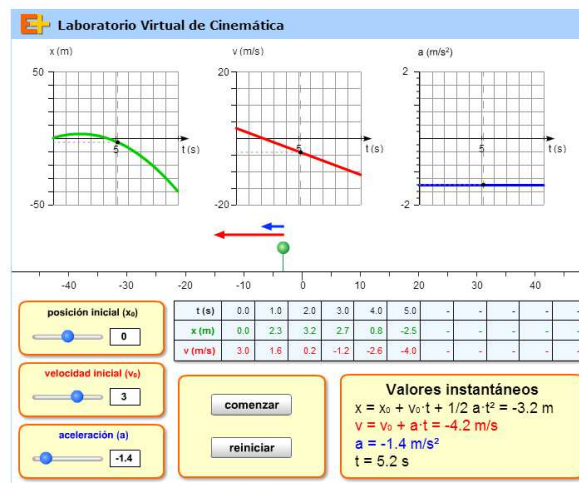 E+ Laboratorio Virtual de Cinemática
x (m)
v (m/s)
a (m/s²)
50
20
2
5
t (s)
5
t (s)
5
t (s)
-50
-20
-2
-40 -30 -20 -10 0 10 20 30 40
posición inicial (x₀)
0
velocidad inicial (v₀)
3
aceleración (a)
-1.4
t (s) 0.0 1.0 2.0 3.0 4.0 5.0 - - - -
x (m) 0.0 2.3 3.2 2.7 0.8 -2.5 - - - -
v (m/s) 3.0 1.6 0.2 -1.2 -2.6 -4.0 - - - -
comenzar
reiniciar
Valores instantáneos
x = x₀ + v₀·t + 1/2 a·t² = -3.2 m
v = v₀ + a·t = -4.2 m/s
a = -1.4 m/s²
t = 5.2 s